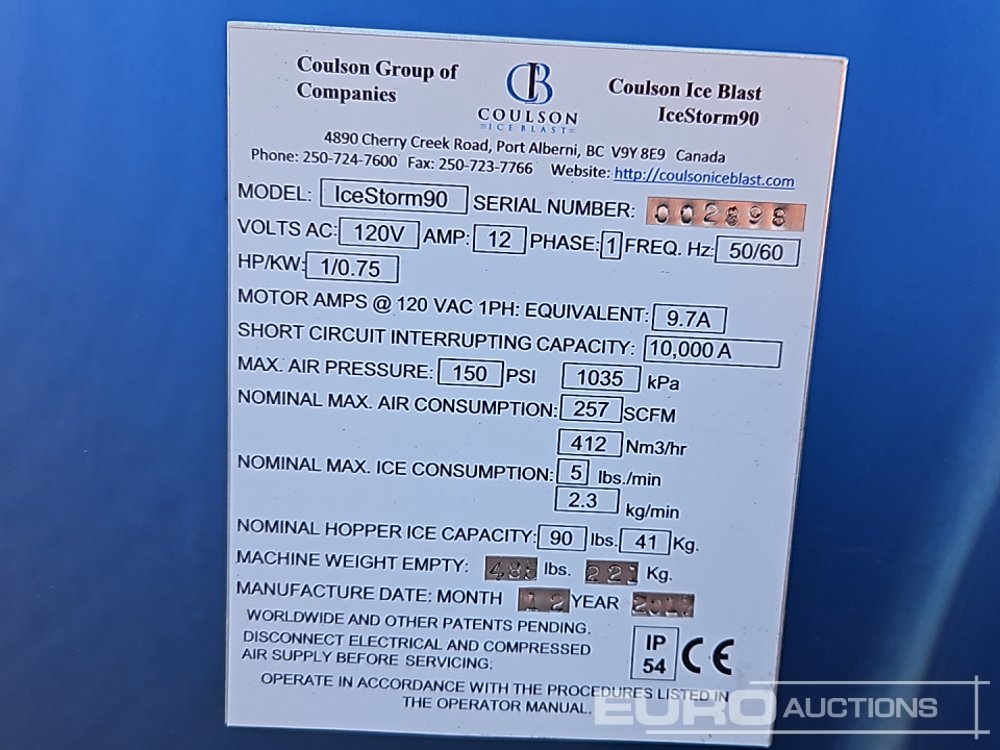 Coulson Group of
Companies
CIB
COULSON
ICE BLAST
Coulson Ice Blast
IceStorm90
4890 Cherry Creek Road, Port Alberni, BC V9Y 8E9 Canada
Phone: 250-724-7600 Fax: 250-723-7766 Website: http://coulsoniceblast.com
MODEL: IceStorm90 SERIAL NUMBER: 002898
VOLTS AC: 120V AMP: 12 PHASE: 1 FREQ. Hz: 50/60
HP/KW: 1/0.75
MOTOR AMPS @ 120 VAC 1PH: EQUIVALENT: 9.7A
SHORT CIRCUIT INTERRUPTING CAPACITY: 10,000 A
MAX. AIR PRESSURE: 150 PSI 1035 kPa
NOMINAL MAX. AIR CONSUMPTION: 257 SCFM
412 Nm3/hr
NOMINAL MAX. ICE CONSUMPTION: 5 lbs./min
2.3 kg/min
NOMINAL HOPPER ICE CAPACITY: 90 lbs. 41 Kg.
MACHINE WEIGHT EMPTY: lbs. 221 Kg.
MANUFACTURE DATE: MONTH 12 YEAR
WORLDWIDE AND OTHER PATENTS PENDING.
DISCONNECT ELECTRICAL AND COMPRESSED
AIR SUPPLY BEFORE SERVICING:
IP
54
CE
OPERATE IN ACCORDANCE WITH THE PROCEDURES LISTED IN
THE OPERATOR MANUAL.
EURO AUCTIONS